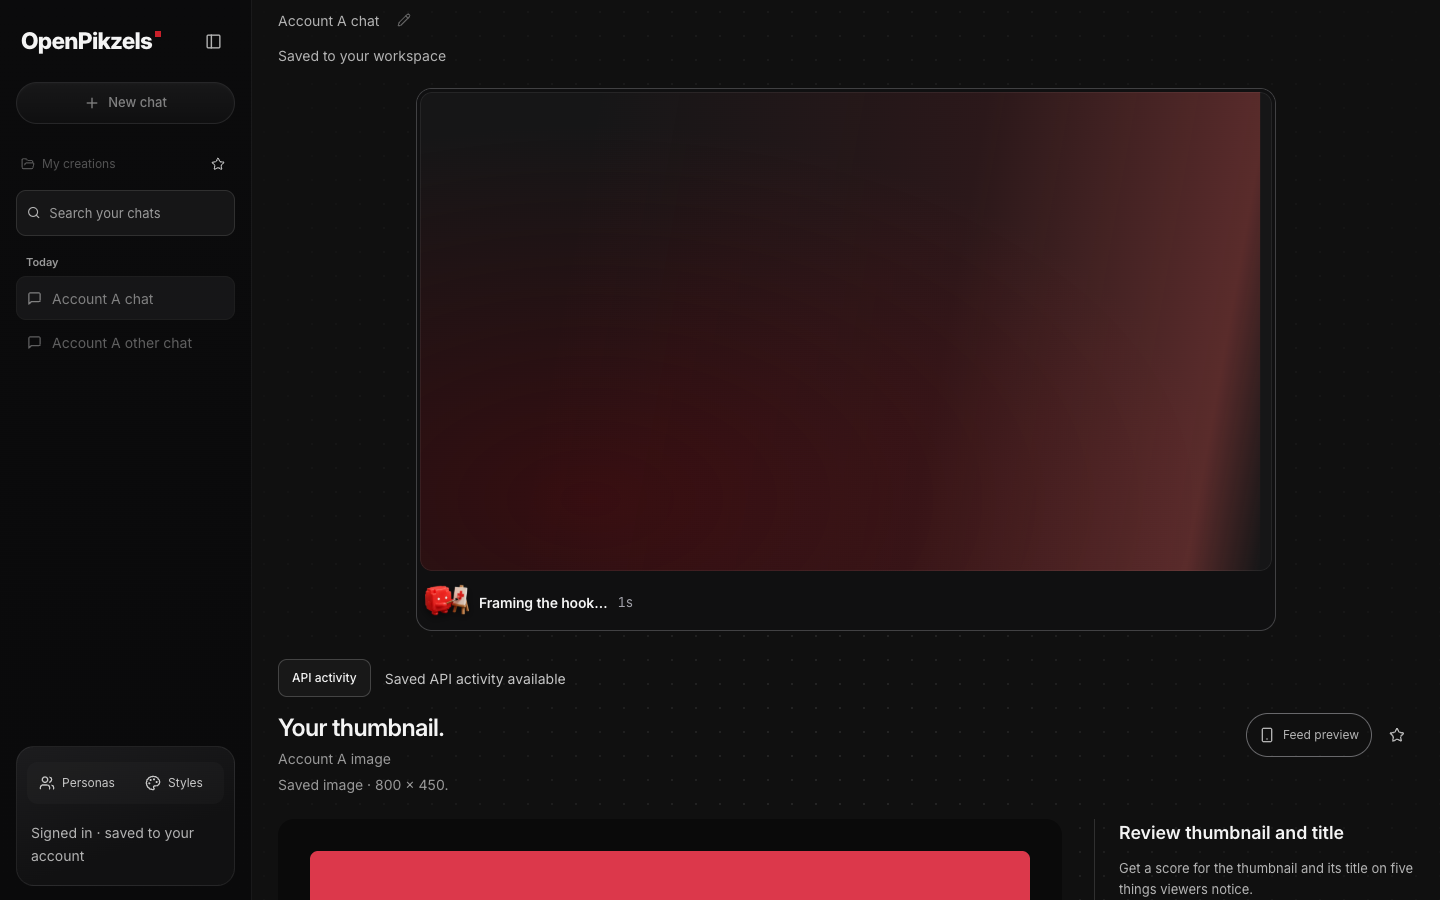 OpenPikzels
New chat
My creations
Search your chats
Today
Account A chat
Account A other chat
Personas
Styles
Signed in · saved to your
account
Account A chat
Saved to your workspace
Framing the hook...
1s
API activity
Saved API activity available
Your thumbnail.
Account A image
Saved image · 800 × 450.
Feed preview
Review thumbnail and title
Get a score for the thumbnail and its title on five
things viewers notice.